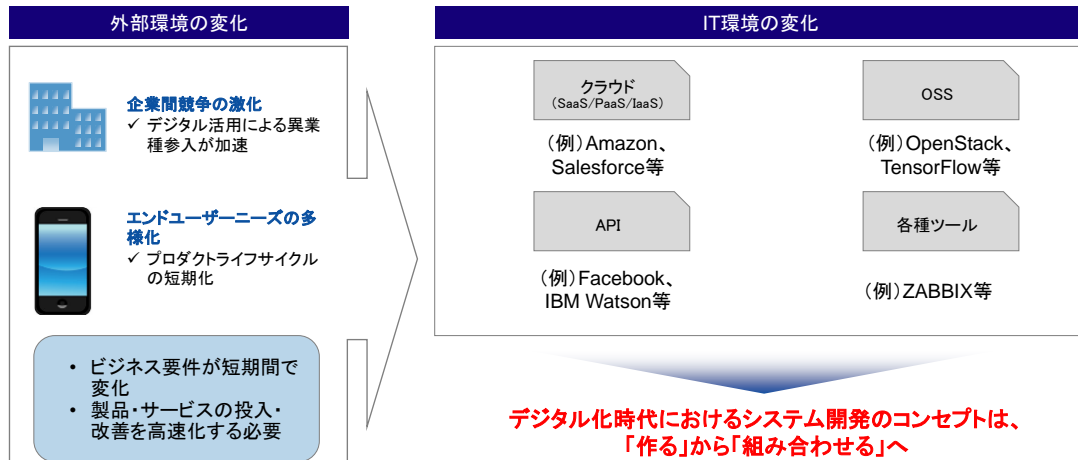 外部環境の変化
企業間競争の激化
✓ デジタル活用による異業
種参入が加速
エンドユーザーニーズの多
様化
✓ プロダクトライフサイクル
の短期化
• ビジネス要件が短期間で
変化
• 製品・サービスの投入・
改善を高速化する必要
IT環境の変化
クラウド
（SaaS/PaaS/IaaS）
（例）Amazon、
Salesforce等
OSS
（例）OpenStack、
TensorFlow等
API
（例）Facebook、
IBM Watson等
各種ツール
（例）ZABBIX等
デジタル化時代におけるシステム開発のコンセプトは、
「作る」から「組み合わせる」へ